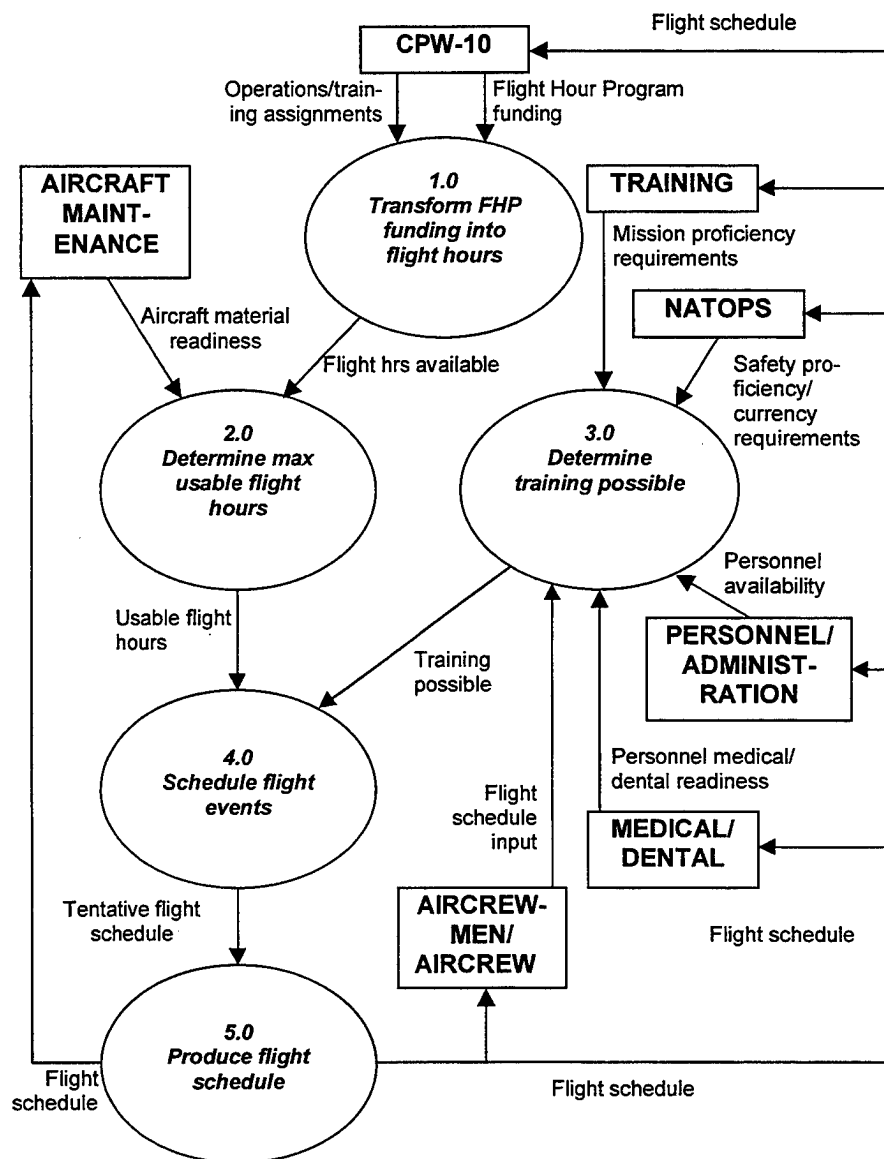 Flight schedule
CPW-10
Operations/train-
ing assignments
Flight Hour Program
funding
AIRCRAFT
MAINT-
ENANCE
1.0
Transform FHP
funding into
flight hours
TRAINING
Mission proficiency
requirements
NATOPS
Aircraft material
readiness
Flight hrs available
Safety pro-
ficiency/
currency
requirements
2.0
Determine max
usable flight
hours
3.0
Determine
training possible
Personnel
availability
Usable flight
hours
Training
possible
PERSONNEL/
ADMINIST-
RATION
4.0
Schedule flight
events
Personnel medical/
dental readiness
Flight
schedule
input
MEDICAL/
DENTAL
Tentative flight
schedule
AIRCREW-
MEN/
AIRCREW
Flight schedule
5.0
Produce flight
schedule
Flight
schedule
Flight schedule